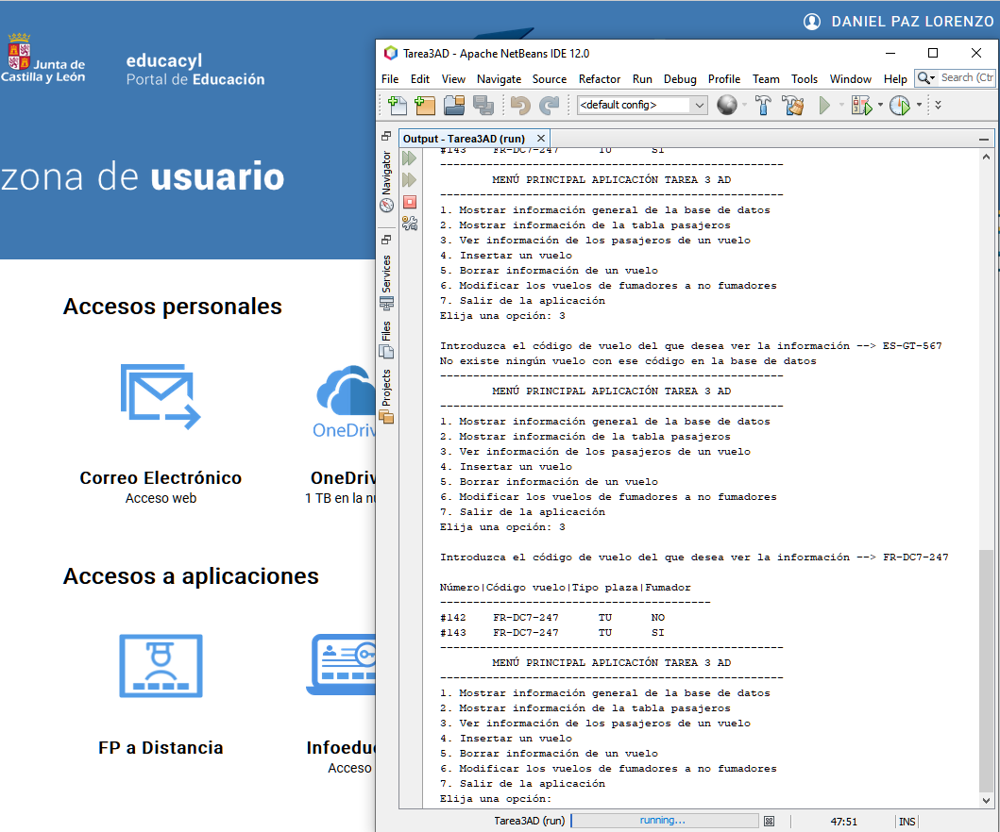 DANIEL PAZ LORENZO
Junta de
Castilla y León
educacyl
Portal de Educación
zona de usuario
Accesos personales
Correo Electrónico
Acceso web
OneDriv
OneDriv
1 TB en la nu
Accesos a aplicaciones
FP a Distancia
Infoedu
Acceso
Tarea3AD - Apache NetBeans IDE 12.0
File Edit View Navigate Source Refactor Run Debug Profile Team Tools Window Help
Search (Ctr
<default config>
Output - Tarea3AD (run)
Navigator
Services
Files
Projects
#143 FR-DC7-247 TU SI
----------------------------------------------------
MENÚ PRINCIPAL APLICACIÓN TAREA 3 AD
----------------------------------------------------
1. Mostrar información general de la base de datos
2. Mostrar información de la tabla pasajeros
3. Ver información de los pasajeros de un vuelo
4. Insertar un vuelo
5. Borrar información de un vuelo
6. Modificar los vuelos de fumadores a no fumadores
7. Salir de la aplicación
Elija una opción: 3
Introduzca el código de vuelo del que desea ver la información --> ES-GT-567
No existe ningún vuelo con ese código en la base de datos
----------------------------------------------------
MENÚ PRINCIPAL APLICACIÓN TAREA 3 AD
----------------------------------------------------
1. Mostrar información general de la base de datos
2. Mostrar información de la tabla pasajeros
3. Ver información de los pasajeros de un vuelo
4. Insertar un vuelo
5. Borrar información de un vuelo
6. Modificar los vuelos de fumadores a no fumadores
7. Salir de la aplicación
Elija una opción: 3
Introduzca el código de vuelo del que desea ver la información --> FR-DC7-247
Número|Código vuelo|Tipo plaza|Fumador
-----------------------------------------
#142 FR-DC7-247 TU NO
#143 FR-DC7-247 TU SI
----------------------------------------------------
MENÚ PRINCIPAL APLICACIÓN TAREA 3 AD
----------------------------------------------------
1. Mostrar información general de la base de datos
2. Mostrar información de la tabla pasajeros
3. Ver información de los pasajeros de un vuelo
4. Insertar un vuelo
5. Borrar información de un vuelo
6. Modificar los vuelos de fumadores a no fumadores
7. Salir de la aplicación
Elija una opción:
Tarea3AD (run)
running...
47:51
INS